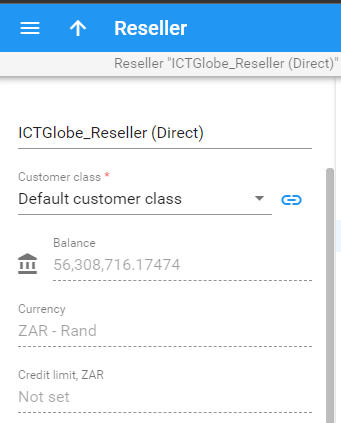 Reseller
Reseller "ICTGlobe_Reseller (Direct)"
ICTGlobe_Reseller (Direct)
Customer class *
Default customer class
Balance
56,308,716.17474
Currency
ZAR - Rand
Credit limit, ZAR
Not set